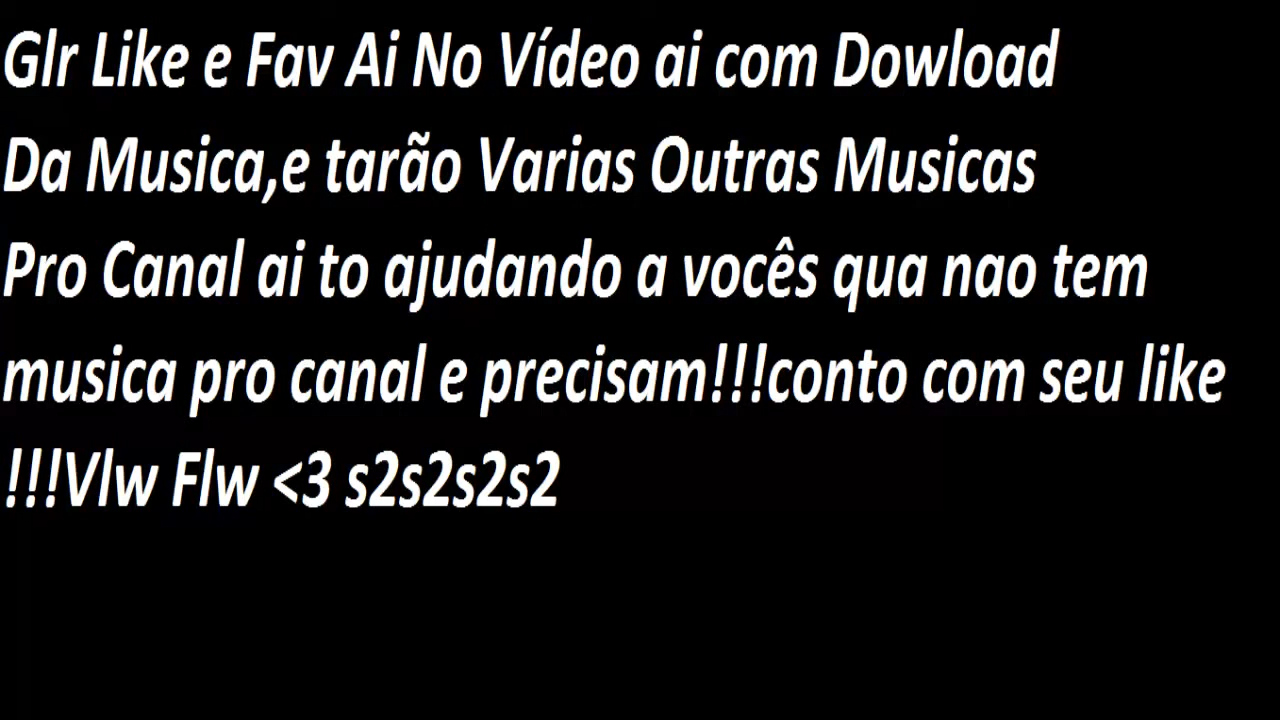 Glr Like e Fav Ai No Vídeo ai com Dowload
Da Musica,e tarão Varias Outras Musicas
Pro Canal ai to ajudando a vocês qua nao tem
musica pro canal e precisam!!!conto com seu like
!!!Vlw Flw <3 s2s2s2s2